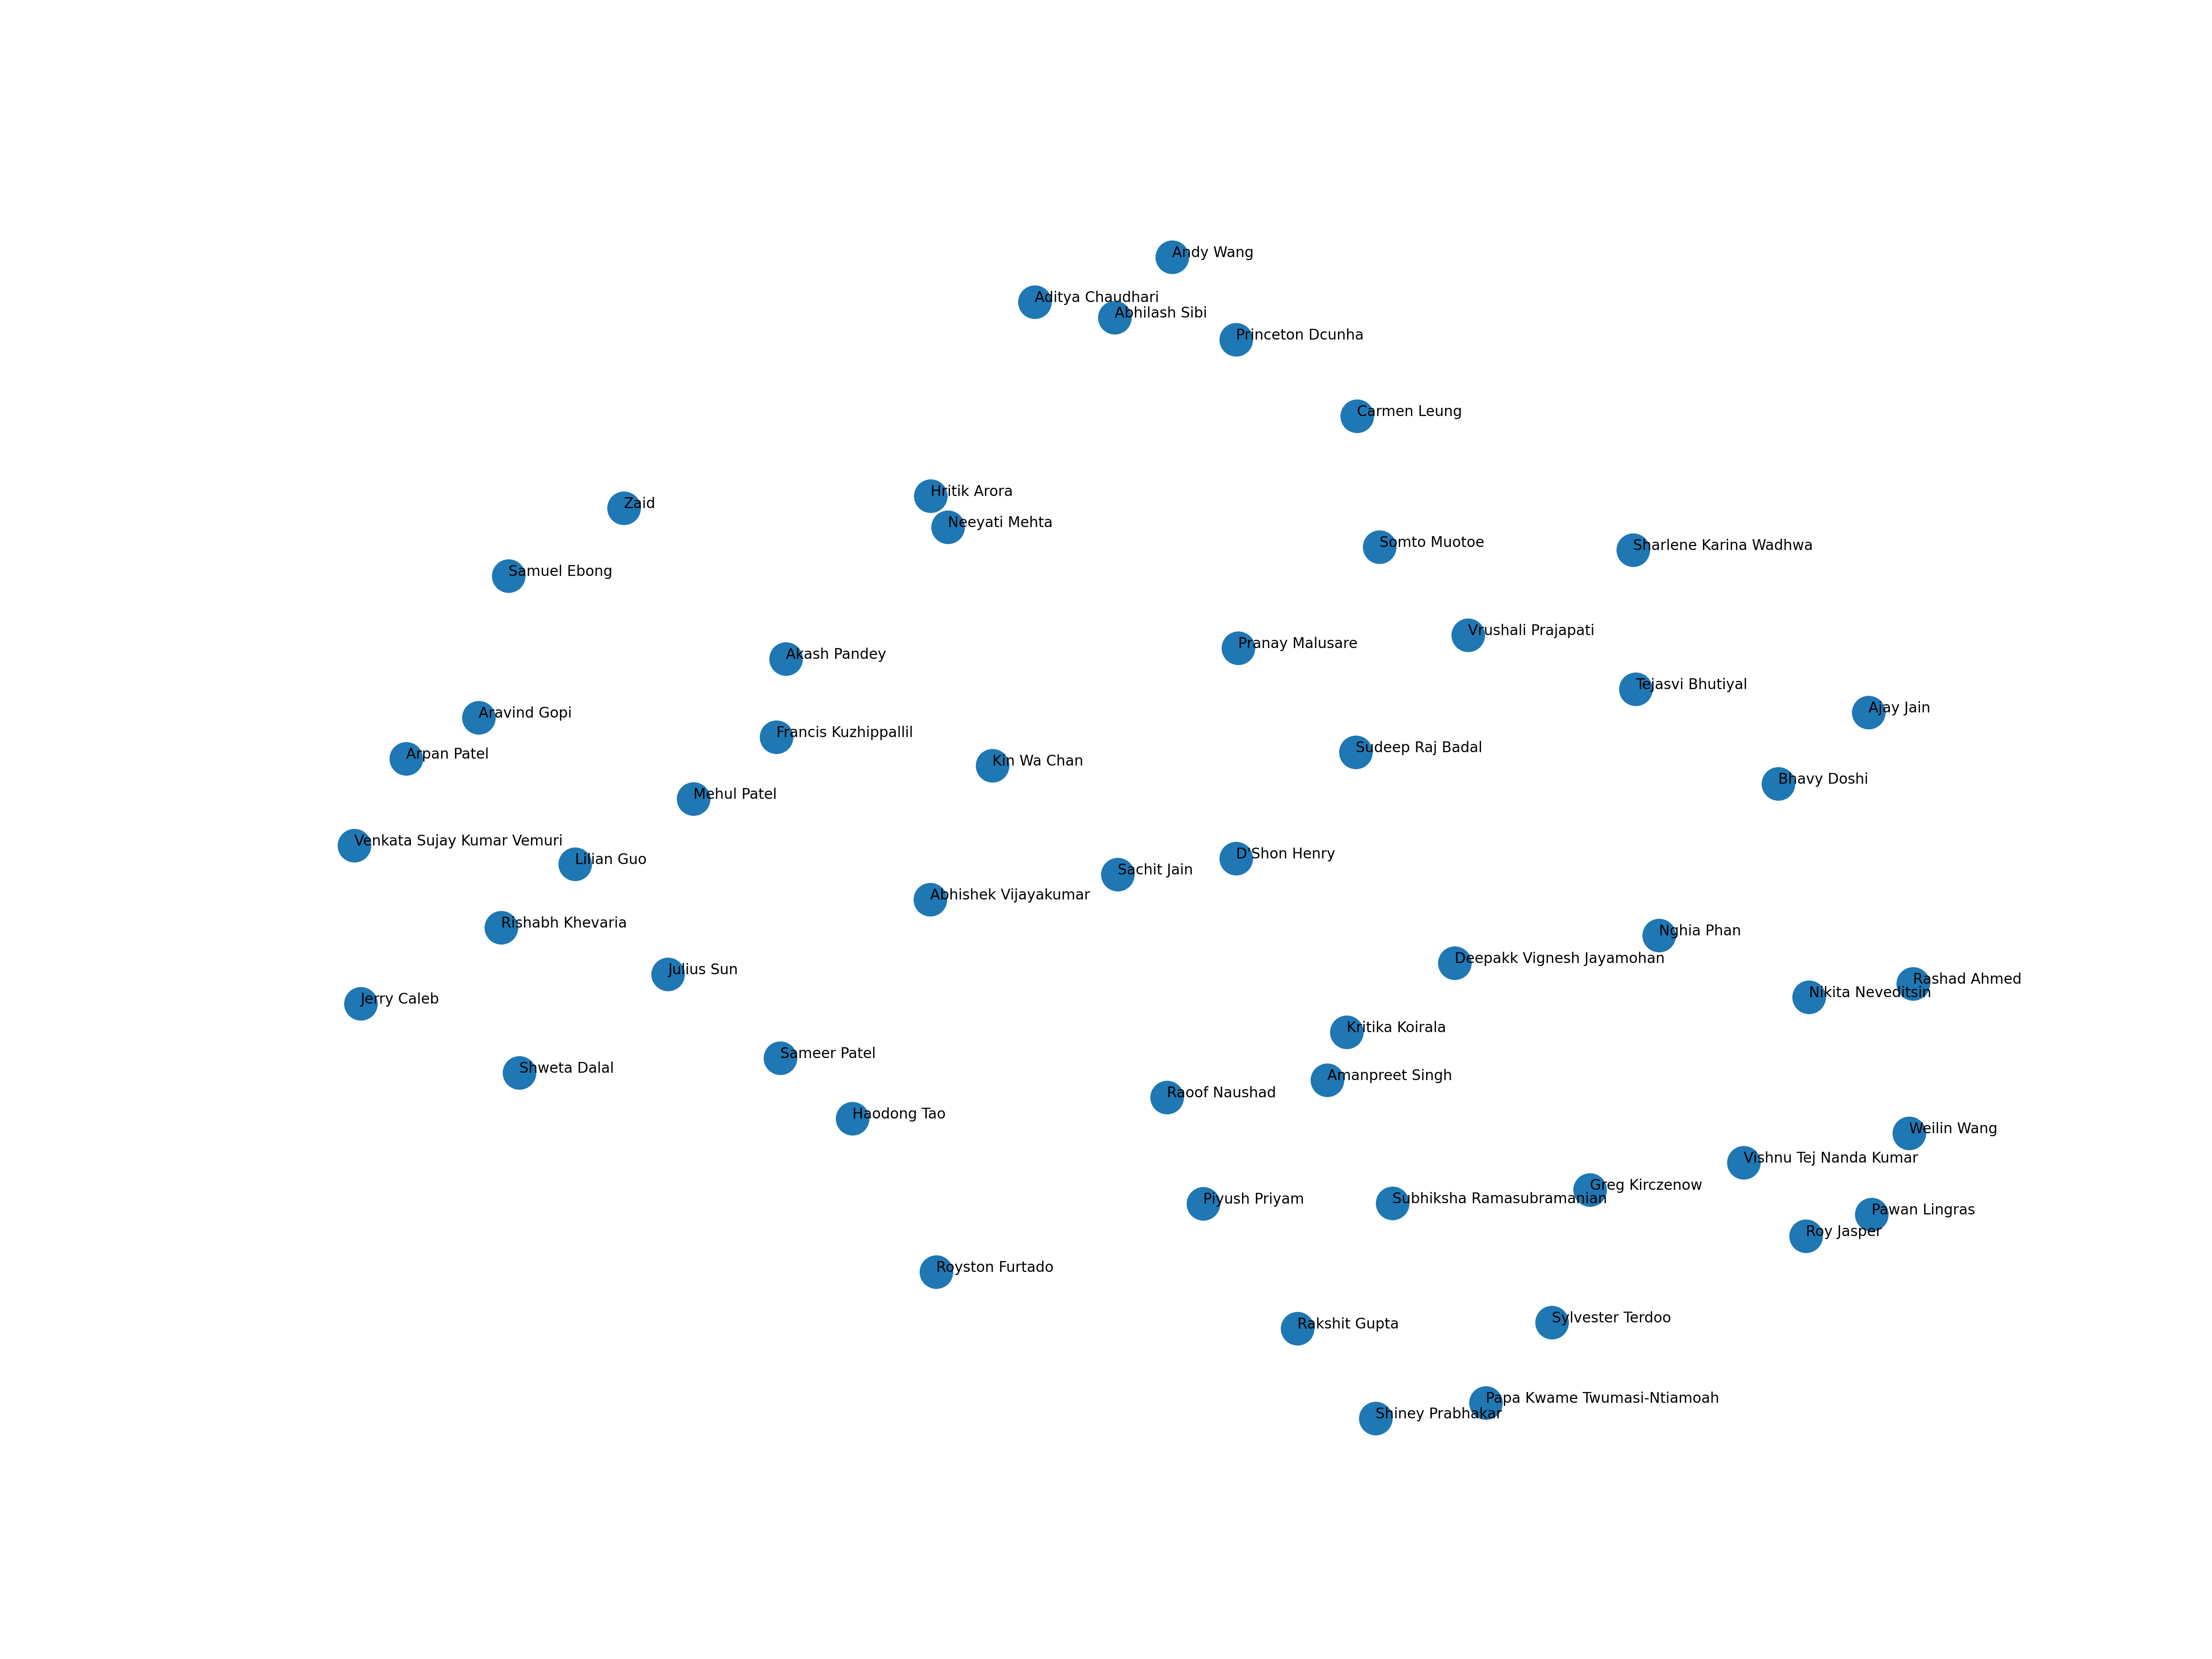 Andy Wang
Aditya Chaudhari
Abhilash Sibi
Princeton Dcunha
Carmen Leung
Hritik Arora
Zaid
Neeyati Mehta
Somto Muotoe
Sharlene Karina Wadhwa
Samuel Ebong
Vrushali Prajapati
Pranay Malusare
Akash Pandey
Tejasvi Bhutiyal
Ajay Jain
Aravind Gopi
Francis Kuzhippallil
Sudeep Raj Badal
Arpan Patel
Kin Wa Chan
Bhavy Doshi
Mehul Patel
Venkata Sujay Kumar Vemuri
D'Shon Henry
Lilian Guo
Sachit Jain
Abhishek Vijayakumar
Rishabh Khevaria
Nghia Phan
Deepakk Vignesh Jayamohan
Julius Sun
Rashad Ahmed
Nikita Neveditsin
Jerry Caleb
Kritika Koirala
Sameer Patel
Shweta Dalal
Amanpreet Singh
Raoof Naushad
Haodong Tao
Weilin Wang
Vishnu Tej Nanda Kumar
Greg Kirczenow
Piyush Priyam
Subhiksha Ramasubramanian
Pawan Lingras
Roy Jasper
Royston Furtado
Sylvester Terdoo
Rakshit Gupta
Papa Kwame Twumasi-Ntiamoah
Shiney Prabhakar